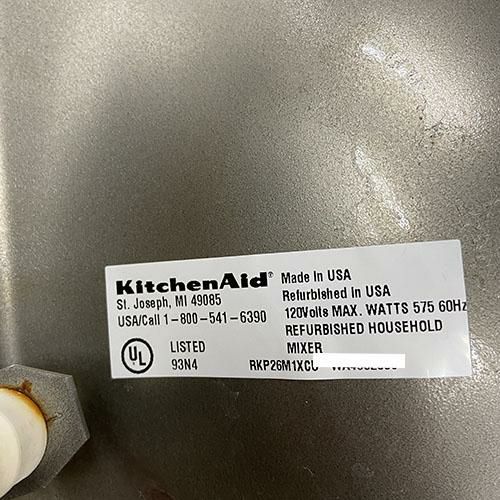 KitchenAid®
St. Joseph, MI 49085
USA/Call 1-800-541-6390
UL
LISTED
93N4
Made in USA
Refurbished in USA
120Volts MAX. WATTS 575 60Hz
REFURBISHED HOUSEHOLD
MIXER